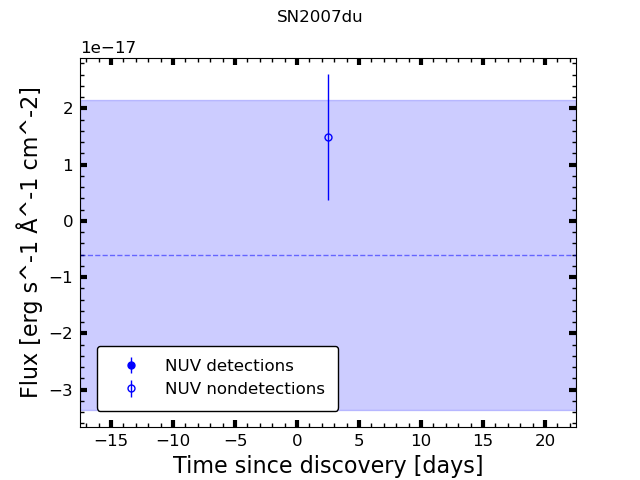 SN2007du
1e−17
2
1
0
−1
−2
−3
Flux [erg s^-1 Å^-1 cm^-2]
NUV detections
NUV nondetections
−15 −10 −5 0 5 10 15 20
Time since discovery [days]